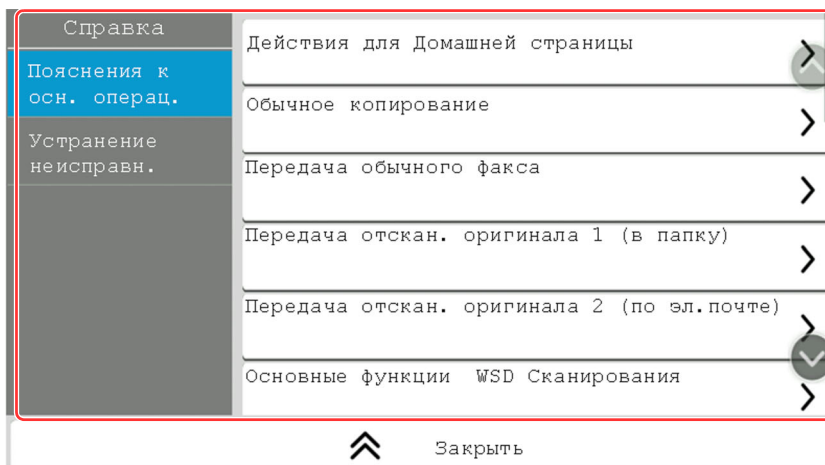 Справка
Пояснения к
осн. операц.
Устранение
неисправн.
Действия для Домашней страницы
Обычное копирование
Передача обычного факса
Передача отскан. оригинала 1 (в папку)
Передача отскан. оригинала 2 (по эл.почте)
Основные функции WSD Сканирования
Закрыть